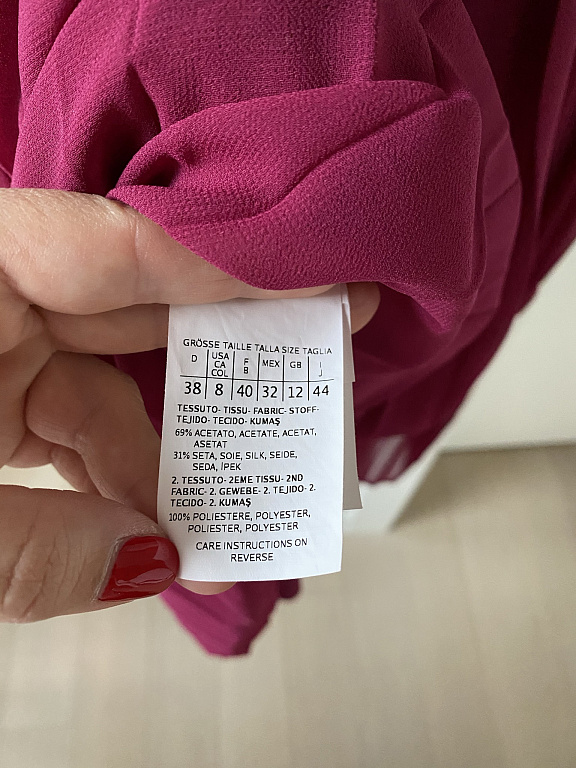 GRÖSSE TAILLE TALLA SIZE TAGLIA
D USA CA COL F B MEX GB I J
38 8 40 32 12 44
TESSUTO- TISSU- FABRIC- STOFF-
TEJIDO- TECIDO- KUMAŞ
69% ACETATO, ACETATE, ACETAT,
ASETAT
31% SETA, SOIE, SILK, SEIDE,
SEDA, İPEK
2. TESSUTO- 2EME TISSU- 2ND
FABRIC- 2. GEWEBE- 2. TEJIDO- 2.
TECIDO- 2. KUMAŞ
100% POLIESTERE, POLYESTER,
POLIESTER, POLYESTER
CARE INSTRUCTIONS ON
REVERSE